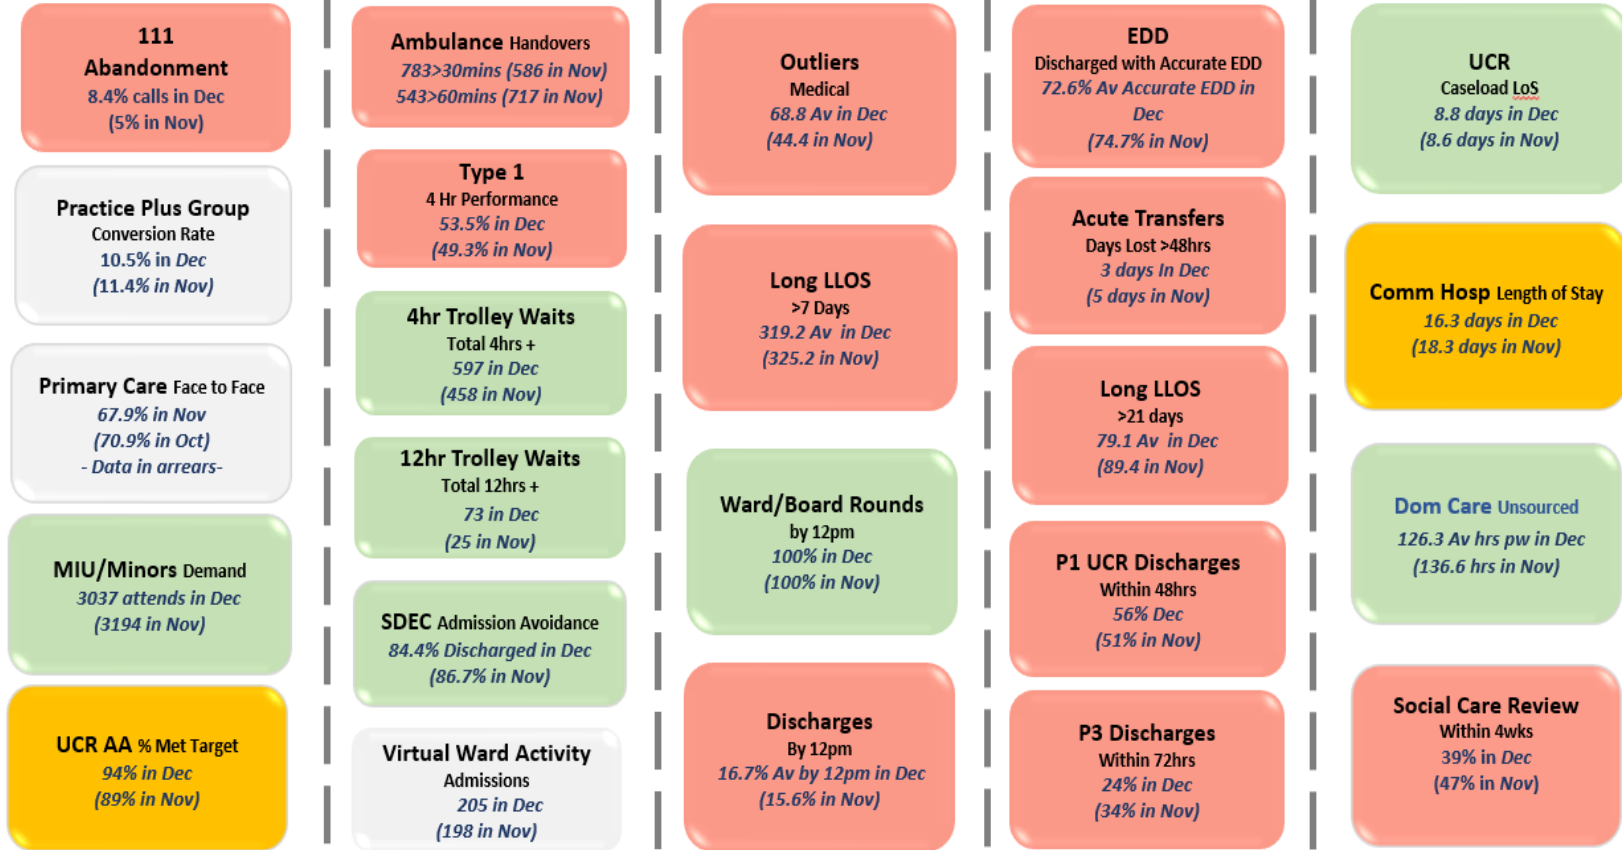 111
Abandonment
8.4% calls in Dec
(5% in Nov)
Practice Plus Group
Conversion Rate
10.5% in Dec
(11.4% in Nov)
Primary Care Face to Face
67.9% in Nov
(70.9% in Oct)
- Data in arrears-
MIU/Minors Demand
3037 attends in Dec
(3194 in Nov)
UCR AA % Met Target
94% in Dec
(89% in Nov)
Ambulance Handovers
783>30mins (586 in Nov)
543>60mins (717 in Nov)
Type 1
4 Hr Performance
53.5% in Dec
(49.3% in Nov)
4hr Trolley Waits
Total 4hrs +
597 in Dec
(458 in Nov)
12hr Trolley Waits
Total 12hrs +
73 in Dec
(25 in Nov)
SDEC Admission Avoidance
84.4% Discharged in Dec
(86.7% in Nov)
Virtual Ward Activity
Admissions
205 in Dec
(198 in Nov)
Outliers
Medical
68.8 Av in Dec
(44.4 in Nov)
Long LLOS
>7 Days
319.2 Av in Dec
(325.2 in Nov)
Ward/Board Rounds
by 12pm
100% in Dec
(100% in Nov)
Discharges
By 12pm
16.7% Av by 12pm in Dec
(15.6% in Nov)
EDD
Discharged with Accurate EDD
72.6% Av Accurate EDD in
Dec
(74.7% in Nov)
Acute Transfers
Days Lost >48hrs
3 days In Dec
(5 days in Nov)
Long LLOS
>21 days
79.1 Av in Dec
(89.4 in Nov)
P1 UCR Discharges
Within 48hrs
56% Dec
(51% in Nov)
P3 Discharges
Within 72hrs
24% in Dec
(34% in Nov)
UCR
Caseload LoS
8.8 days in Dec
(8.6 days in Nov)
Comm Hosp Length of Stay
16.3 days in Dec
(18.3 days in Nov)
Dom Care Unsourced
126.3 Av hrs pw in Dec
(136.6 hrs in Nov)
Social Care Review
Within 4wks
39% in Dec
(47% in Nov)